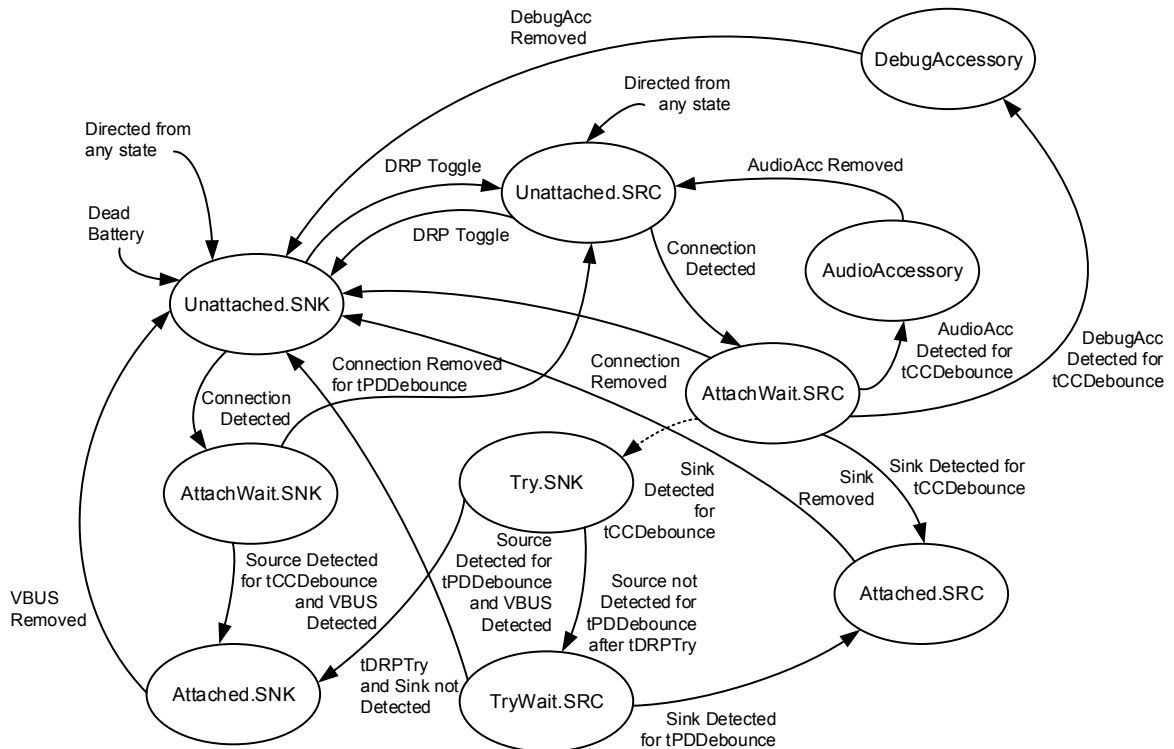 DebugAcc
Removed
DebugAccessory
Directed from
any state
Directed from
any state
DRP Toggle
Unattached.SRC
AudioAcc Removed
Dead
Battery
DRP Toggle
Connection
Detected
AudioAccessory
Unattached.SNK
AudioAcc
Detected for
tCCDebounce
DebugAcc
Detected for
tCCDebounce
Connection Removed
for tPDDebounce
Connection
Removed
AttachWait.SRC
Connection
Detected
AttachWait.SNK
Try.SNK
Sink
Detected
for
tCCDebounce
Sink
Removed
Sink Detected for
tCCDebounce
Source Detected
for tCCDebounce
and VBUS
Detected
Source
Detected for
tPDDebounce
and VBUS
Detected
Source not
Detected for
tPDDebounce
after tDRPTry
Attached.SRC
VBUS
Removed
Attached.SNK
tDRPTry
and Sink not
Detected
TryWait.SRC
Sink Detected
for tPDDebounce